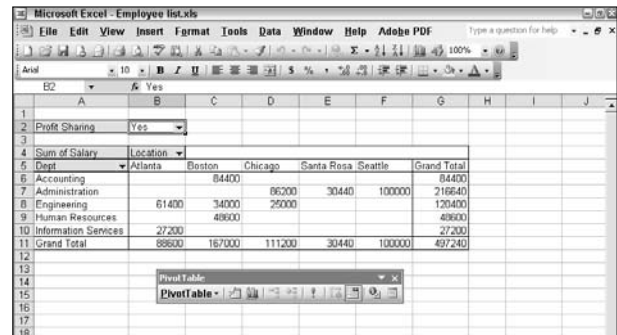 Microsoft Excel - Employee list.xls
File Edit View Insert Format Tools Data Window Help Adobe PDF Type a question for help
100%
Arial 10 B I U $ % ,
B2 fx Yes
A B C D E F G H I J
1
2 Profit Sharing Yes
3
4 Sum of Salary Location
5 Dept Atlanta Boston Chicago Santa Rosa Seattle Grand Total
6 Accounting 84400 84400
7 Administration 86200 30440 100000 216640
8 Engineering 61400 34000 25000 120400
9 Human Resources 48600 48600
10 Information Services 27200 27200
11 Grand Total 88600 167000 111200 30440 100000 497240
12
13
14 PivotTable
15 PivotTable
16
17
18